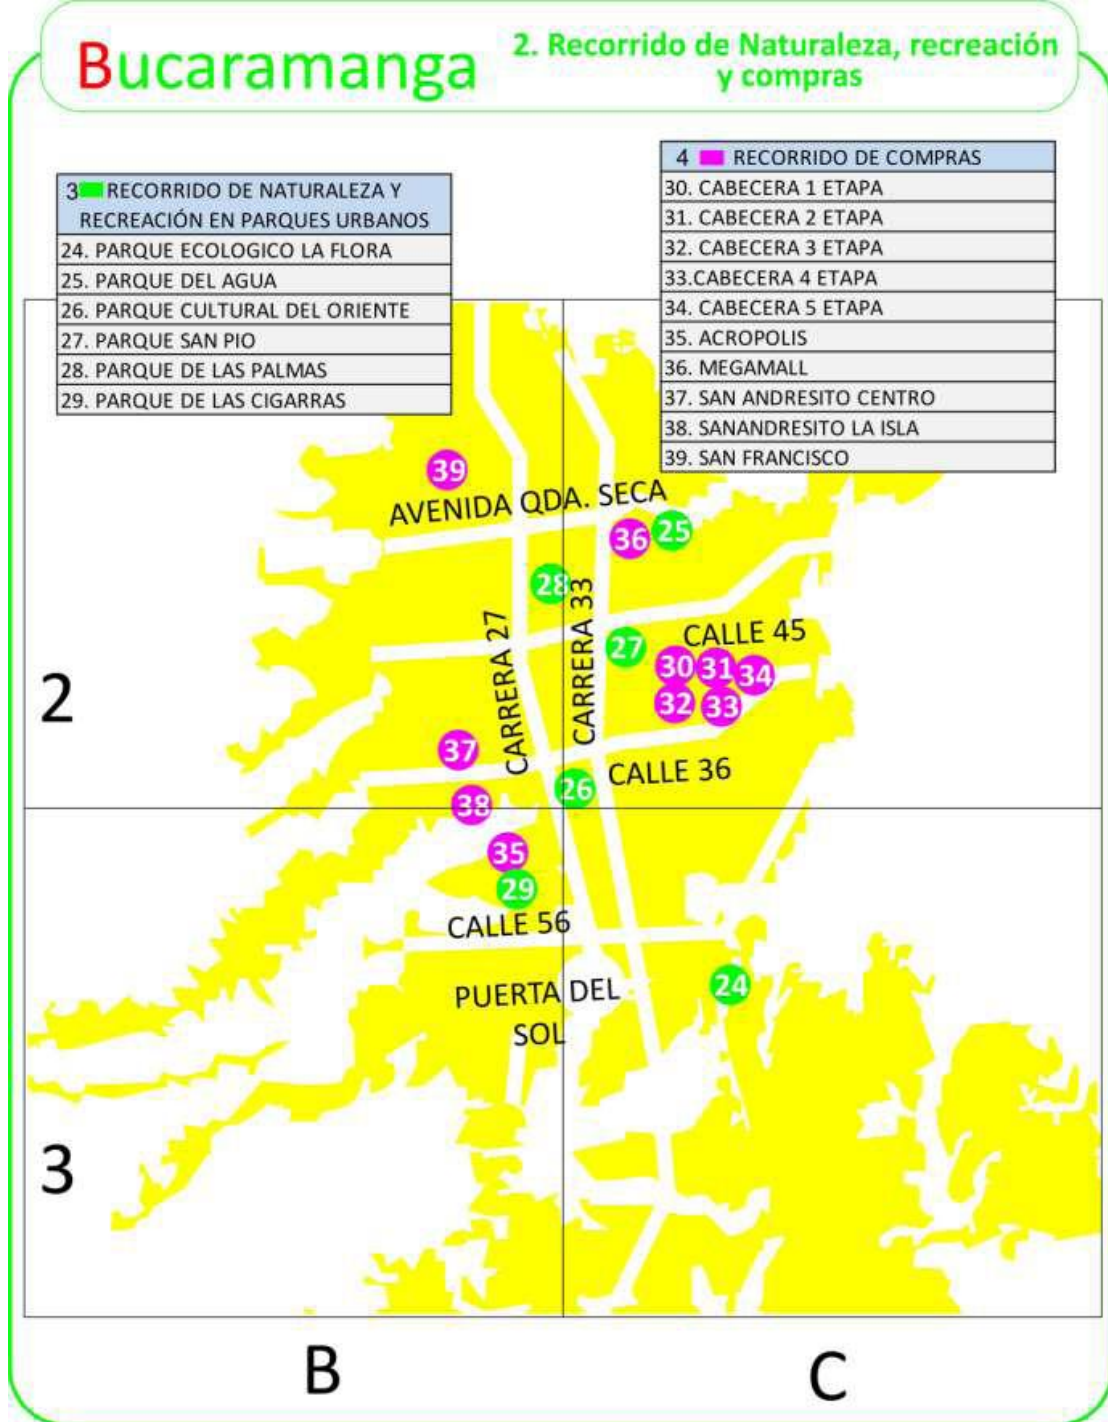 Bucaramanga
2. Recorrido de Naturaleza, recreación
y compras
3 RECORRIDO DE NATURALEZA Y
RECREACIÓN EN PARQUES URBANOS
24. PARQUE ECOLOGICO LA FLORA
25. PARQUE DEL AGUA
26. PARQUE CULTURAL DEL ORIENTE
27. PARQUE SAN PIO
28. PARQUE DE LAS PALMAS
29. PARQUE DE LAS CIGARRAS
4 RECORRIDO DE COMPRAS
30. CABECERA 1 ETAPA
31. CABECERA 2 ETAPA
32. CABECERA 3 ETAPA
33.CABECERA 4 ETAPA
34. CABECERA 5 ETAPA
35. ACROPOLIS
36. MEGAMALL
37. SAN ANDRESITO CENTRO
38. SANANDRESITO LA ISLA
39. SAN FRANCISCO
39
AVENIDA QDA. SECA
36
25
28
CARRERA 27
CARRERA 33
27
CALLE 45
30
31
34
32
33
2
37
CALLE 36
26
38
35
29
CALLE 56
24
PUERTA DEL
SOL
3
B
C